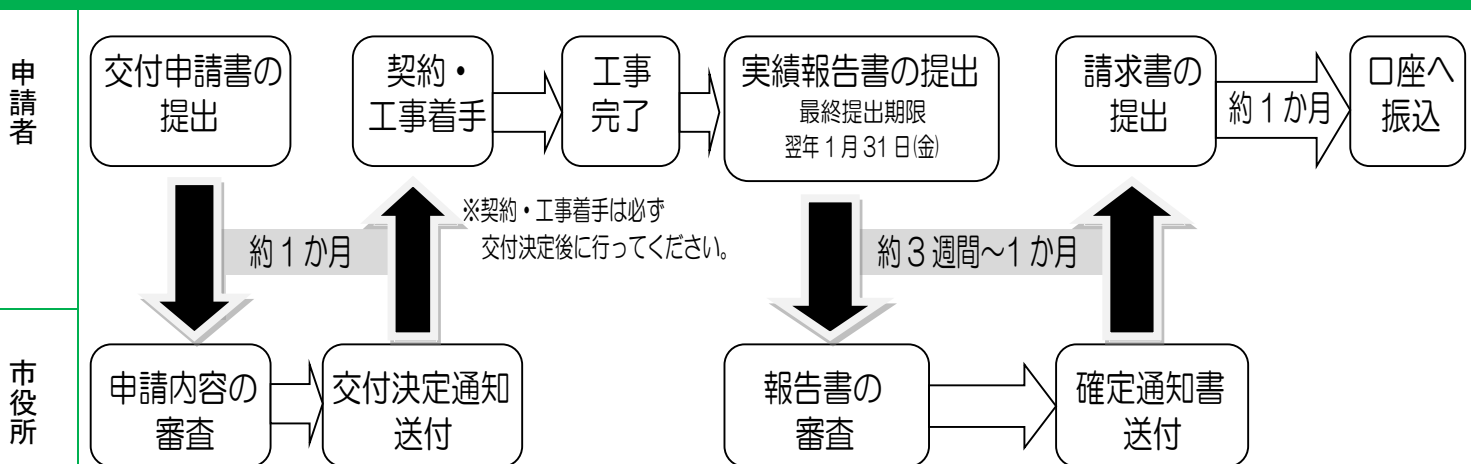 申請者
交付申請書の
提出
契約・
工事着手
工事
完了
実績報告書の提出
最終提出期限
翌年1月31日(金)
請求書の
提出
約1か月
口座へ
振込
約1か月
※契約・工事着手は必ず
交付決定後に行ってください。
約3週間～1か月
市役所
申請内容の
審査
交付決定通知
送付
報告書の
審査
確定通知書
送付